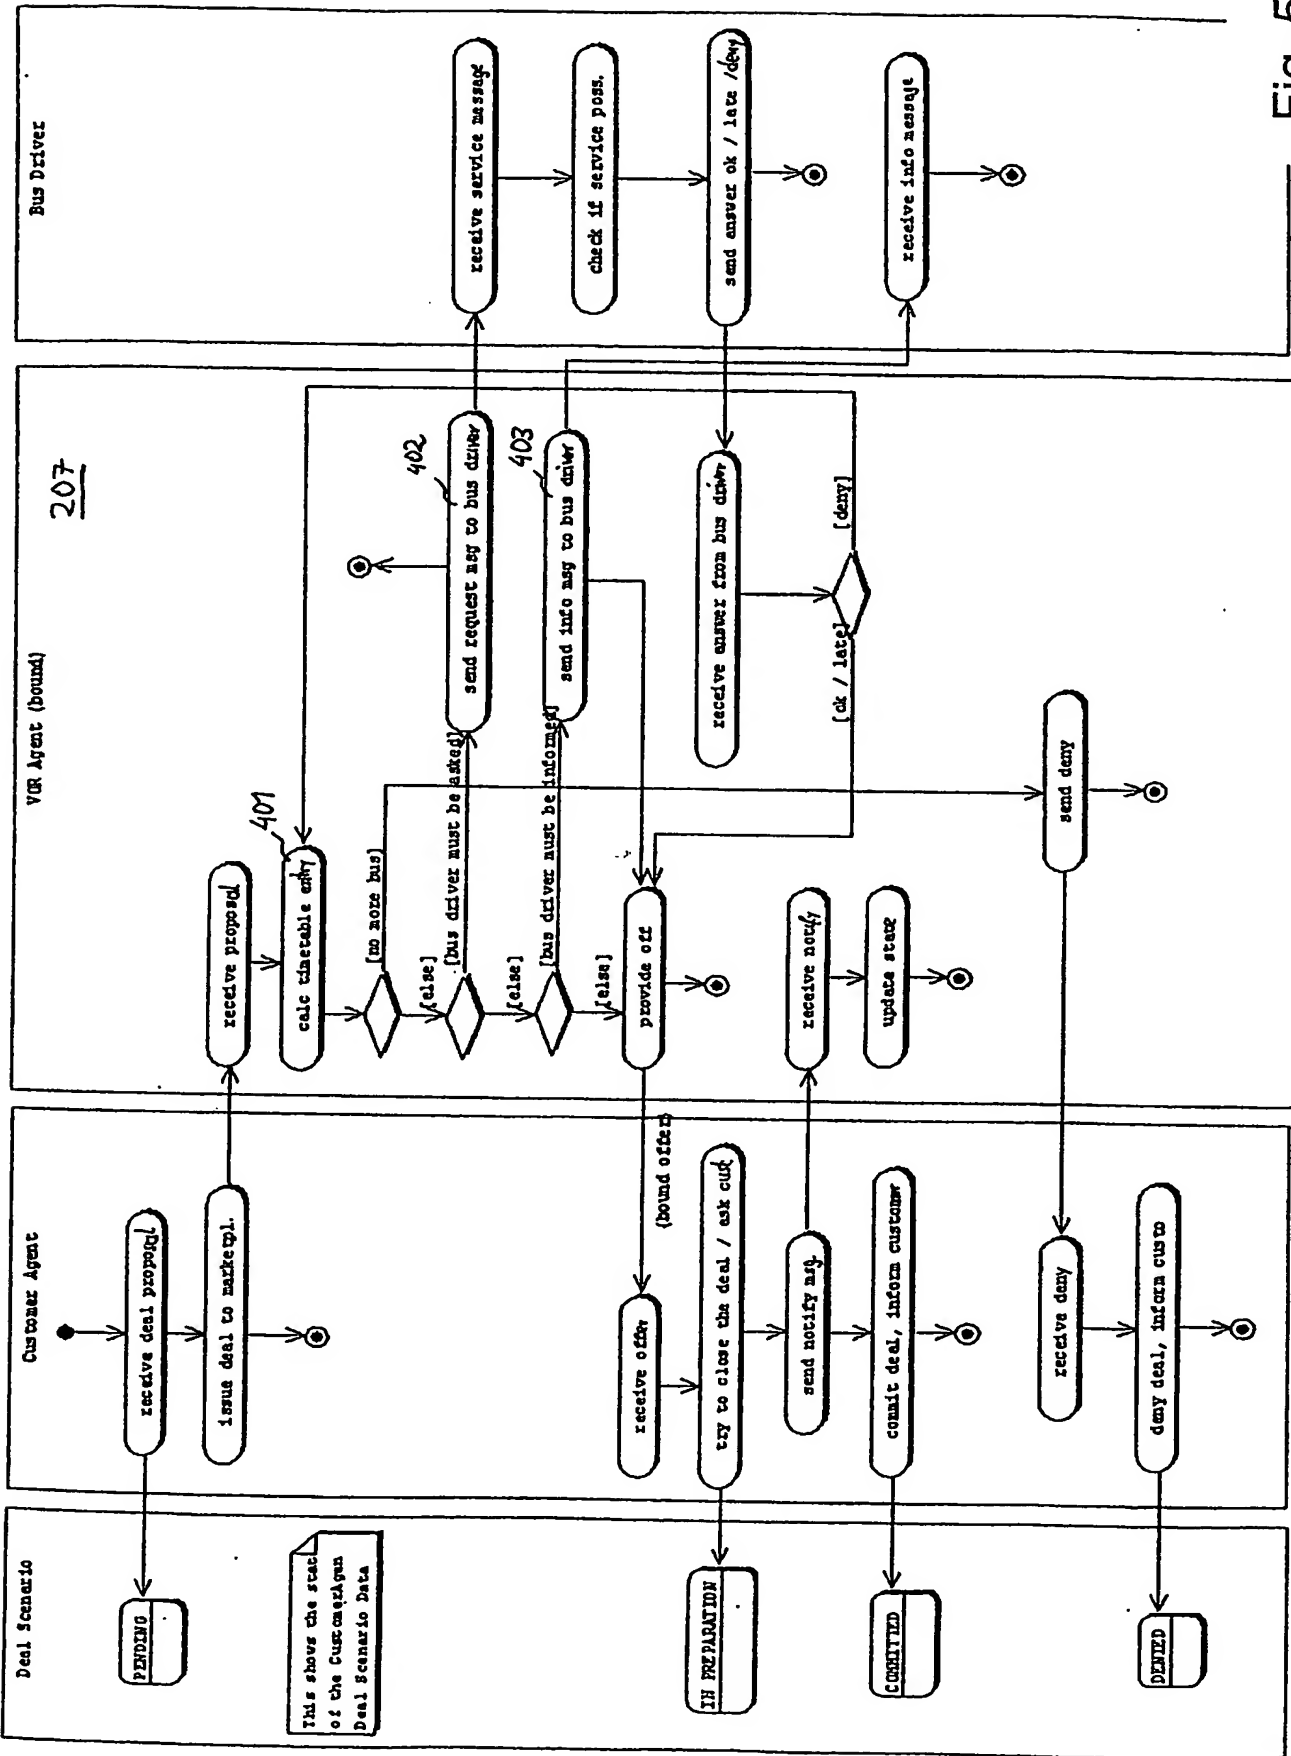 Deal Scenario
PENDING
This shows the stat
of the CustomerAgen
Deal Scenario Data
IN PREPARATION
COMMITTED
DENIED
Customer Agent
receive deal proposal
issue deal to marketpl.
receive offer
(bound offer)
try to close the deal / ask cus
send notify msg.
commit deal, inform customer
receive deny
deny deal, inform custo
VOR Agent (bound)
207
receive proposal
401
calc timetable entry
[no more bus]
[else]
[bus driver must be asked]
[else]
[bus driver must be informed]
[else]
provide off
402
send request msg to bus driver
403
send info msg to bus driver
receive answer from bus driver
[ok / late]
[deny]
receive notify
update state
send deny
Bus Driver
receive service message
check if service poss.
send answer ok / late /deny
receive info message
Fig. 5